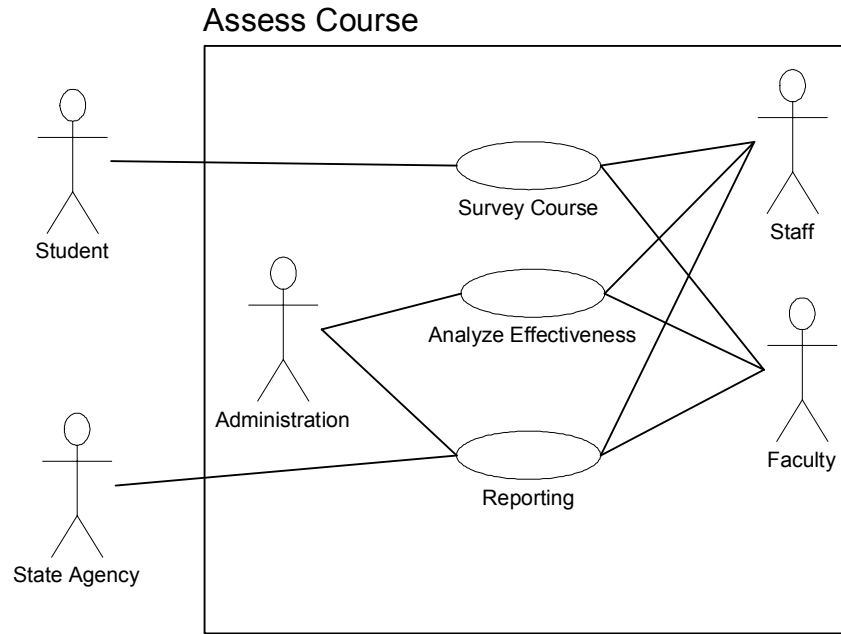 Assess Course
Student
Survey Course
Staff
Administration
Analyze Effectiveness
Faculty
State Agency
Reporting